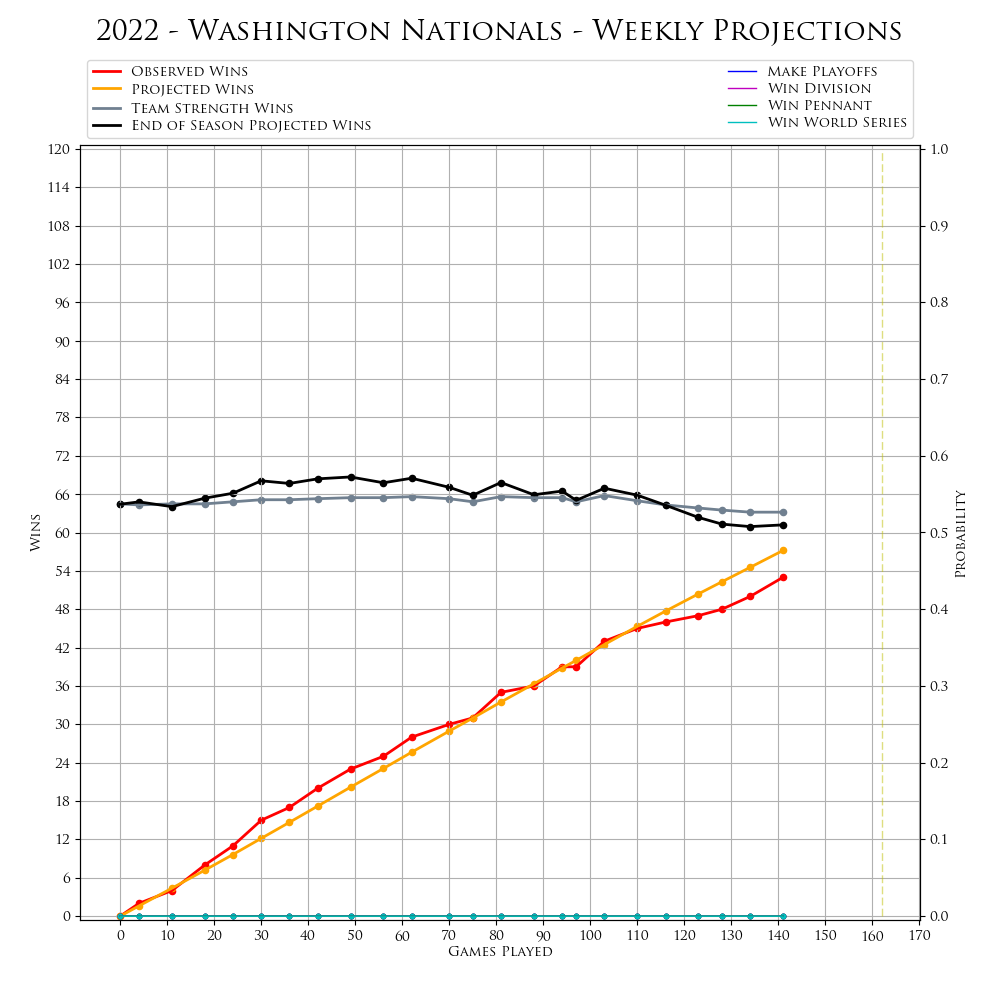 2022 - Washington Nationals - Weekly Projections
Observed Wins
Projected Wins
Team Strength Wins
End of Season Projected Wins
Make Playoffs
Win Division
Win Pennant
Win World Series
120
114
108
102
96
90
84
78
72
66
60
54
48
42
36
30
24
18
12
6
0
Wins
1.0
0.9
0.8
0.7
0.6
0.5
0.4
0.3
0.2
0.1
0.0
Probability
0 10 20 30 40 50 60 70 80 90 100 110 120 130 140 150 160 170
Games Played